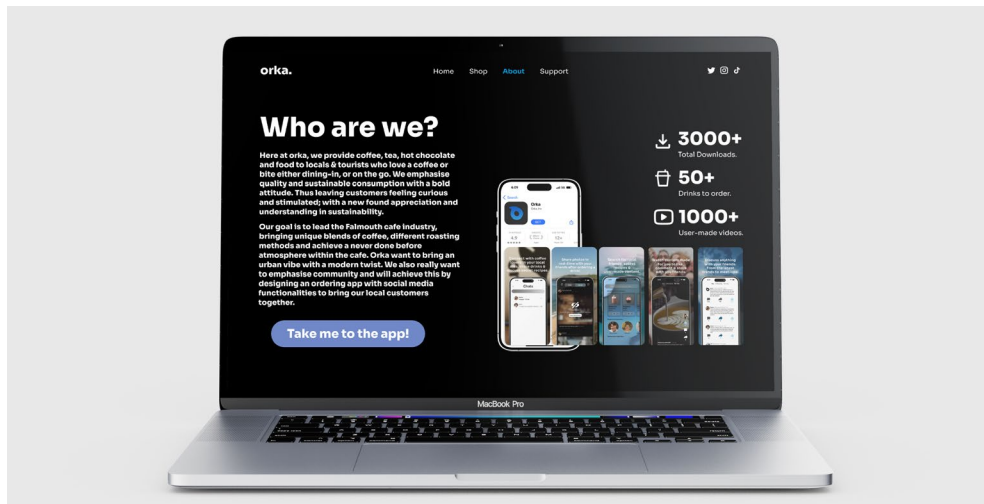 orka.
Home Shop About Support
Who are we?
Here at orka, we provide coffee, tea, hot chocolate
and food to locals & tourists who love a coffee or
bite either dining-in, or on the go. We emphasise
quality and sustainable consumption with a bold
attitude. Thus leaving customers feeling curious
and stimulated; with a new found appreciation and
understanding in sustainability.
Our goal is to lead the Falmouth cafe industry,
bringing unique blends of coffee, different roasting
methods and achieve a never done before
atmosphere within the cafe. Orka want to bring an
urban vibe with a modern twist. We also really want
to emphasise community and will achieve this by
designing an ordering app with social media
functionalities to bring our local customers
together.
Take me to the app!
3000+
Total Downloads.
50+
Drinks to order.
1000+
User-made videos.
Orka
4.9
MacBook Pro